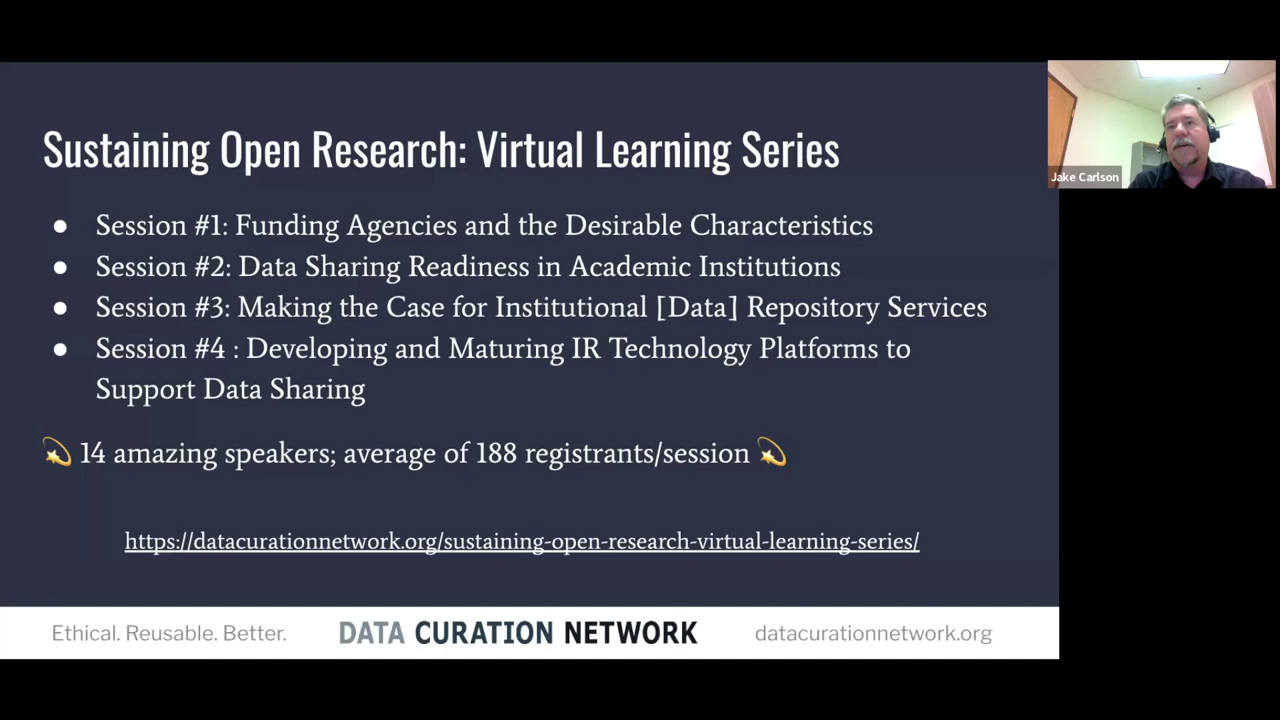 Sustaining Open Research: Virtual Learning Series
● Session #1: Funding Agencies and the Desirable Characteristics
● Session #2: Data Sharing Readiness in Academic Institutions
● Session #3: Making the Case for Institutional [Data] Repository Services
● Session #4 : Developing and Maturing IR Technology Platforms to
Support Data Sharing
💫 14 amazing speakers; average of 188 registrants/session 💫
https://datacurationnetwork.org/sustaining-open-research-virtual-learning-series/
Ethical. Reusable. Better.
DATA CURATION NETWORK
datacurationnetwork.org
Jake Carlson